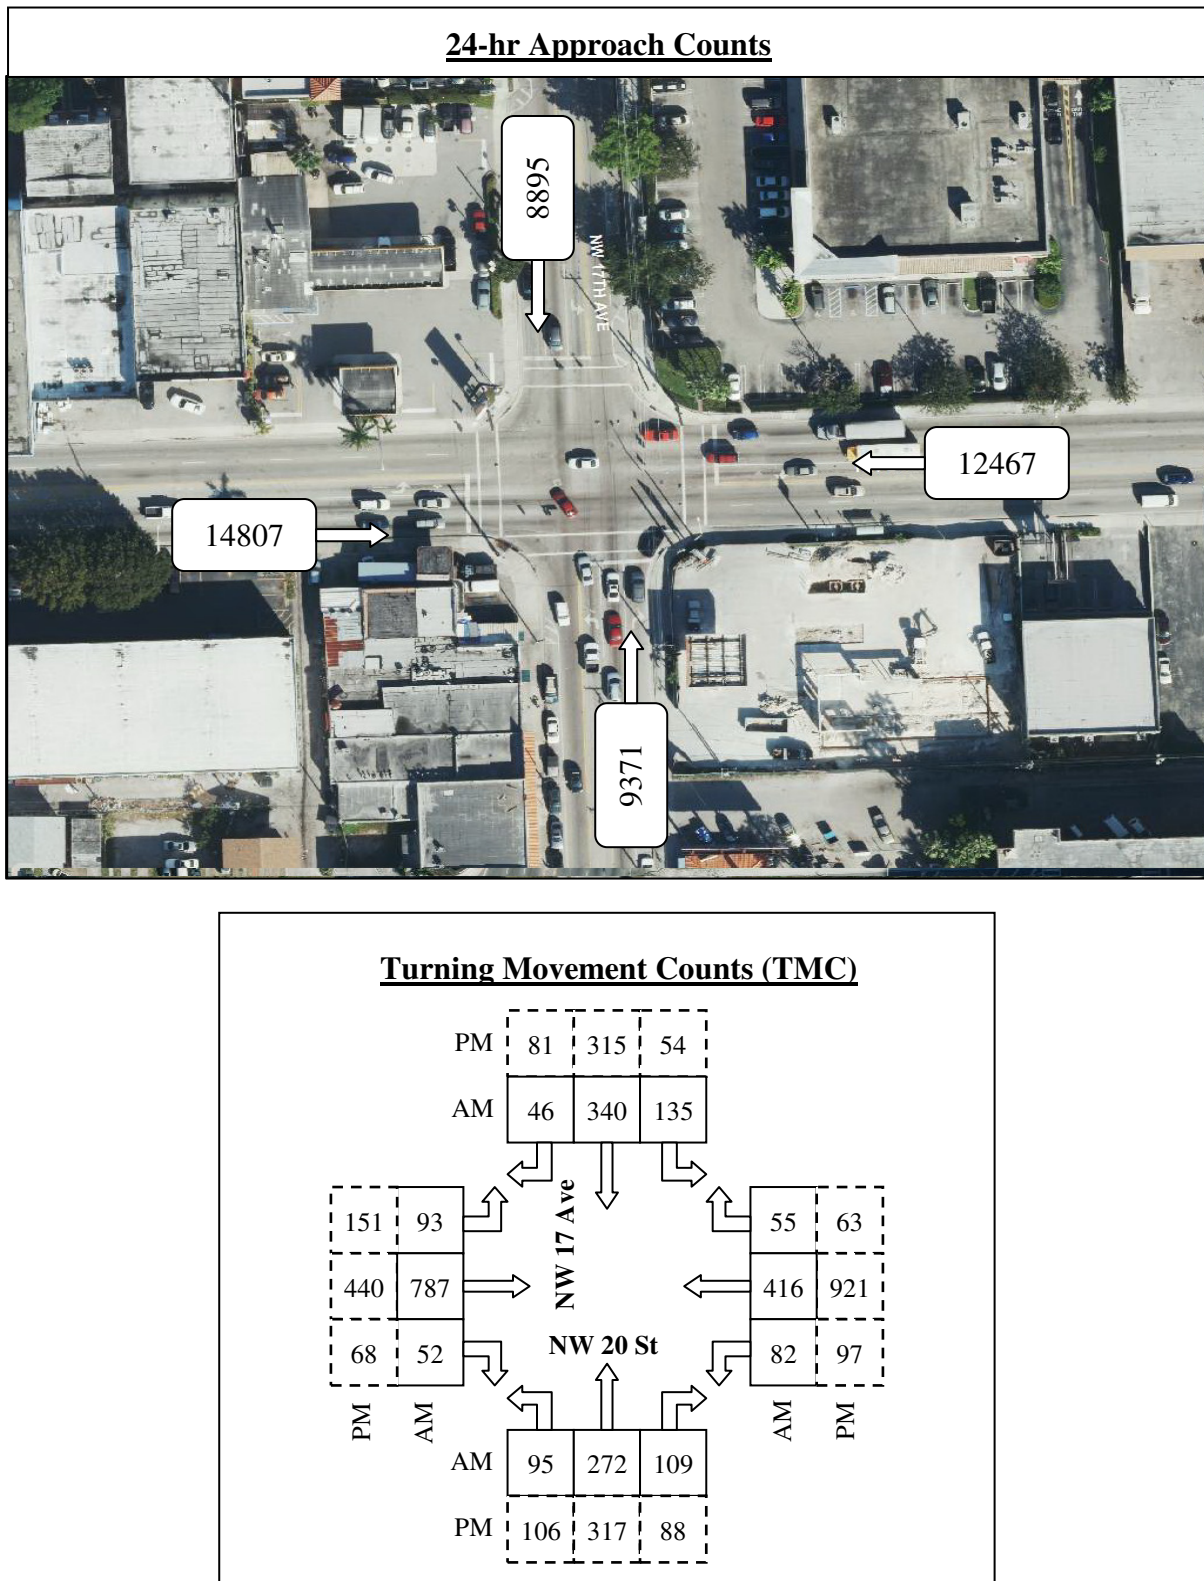 24-hr Approach Counts
8895
NW 17TH AVE
12467
14807
9371
Turning Movement Counts (TMC)
PM 81 315 54
AM 46 340 135
151 93 55 63
440 787 416 921
68 52 82 97
NW 17 Ave
NW 20 St
PM AM AM PM
AM 95 272 109
PM 106 317 88